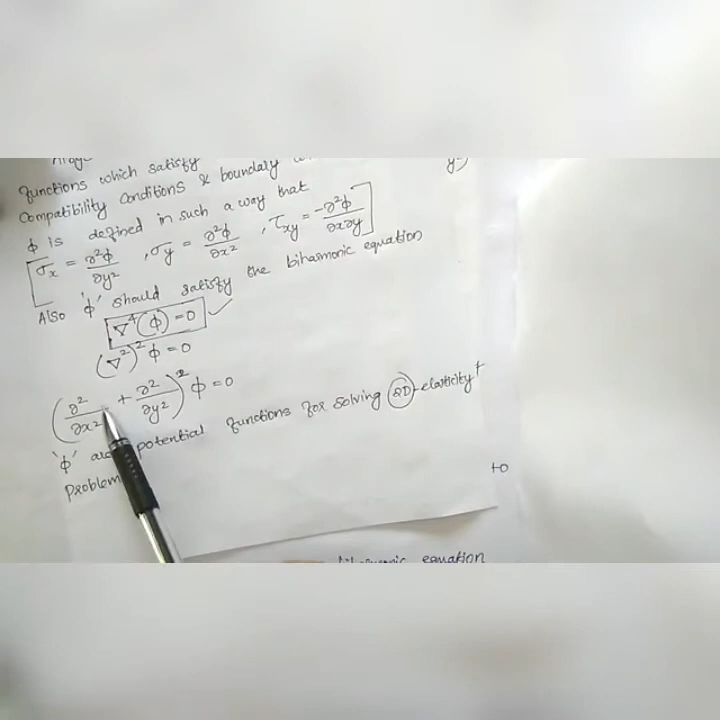 functions which satisfy
compatibility conditions & boundary
ϕ is defined in such a way that
[σx = ∂²ϕ/∂y² , σy = ∂²ϕ/∂x² , τxy = -∂²ϕ/∂x∂y]
Also 'ϕ' should satisfy the biharmonic equation
∇⁴(ϕ) = 0 ✓
(∇²)² ϕ = 0
(∂²/∂x² + ∂²/∂y²)² ϕ = 0
'ϕ' are potential functions for solving 2D-elasticity
Problem
to
biharmonic equation